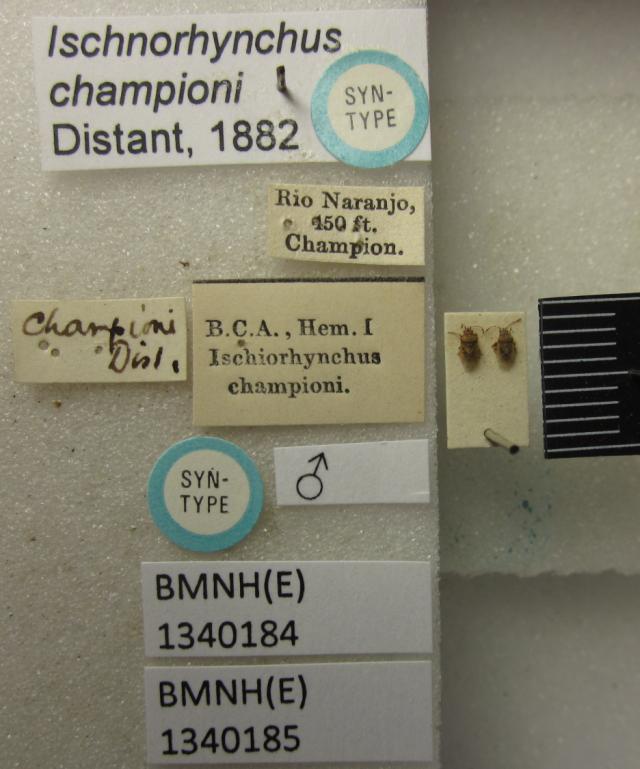 Ischnorhynchus
championi
Distant, 1882
SYN-
TYPE
Rio Naranjo,
450 ft.
Champion.
Championi
Dist.
B.C.A., Hem. I
Ischiorhynchus
championi.
SYN-
TYPE
♂
BMNH(E)
1340184
BMNH(E)
1340185